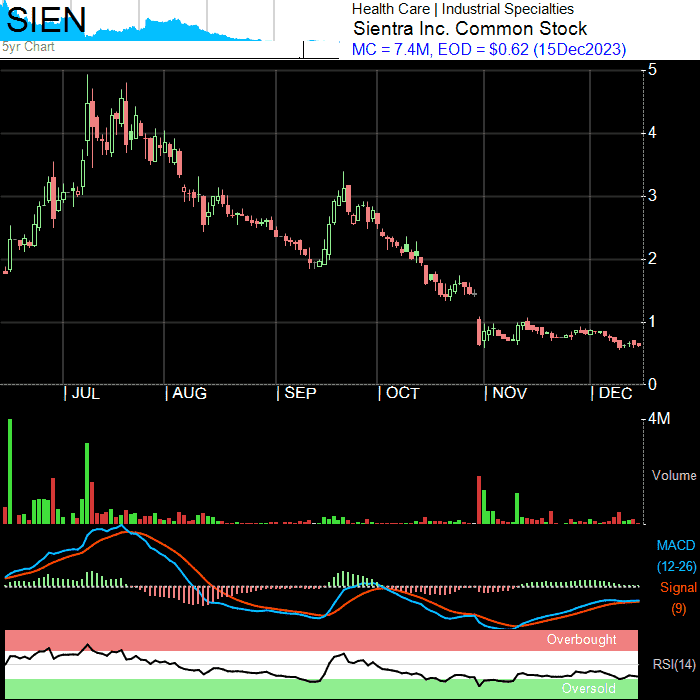 SIEN
5yr Chart
Health Care | Industrial Specialties
Sientra Inc. Common Stock
MC = 7.4M, EOD = $0.62 (15Dec2023)
5
4
3
2
1
0
| JUL | AUG | SEP | OCT | NOV | DEC
4M
Volume
MACD
(12-26)
Signal
(9)
Overbought
RSI(14)
Oversold